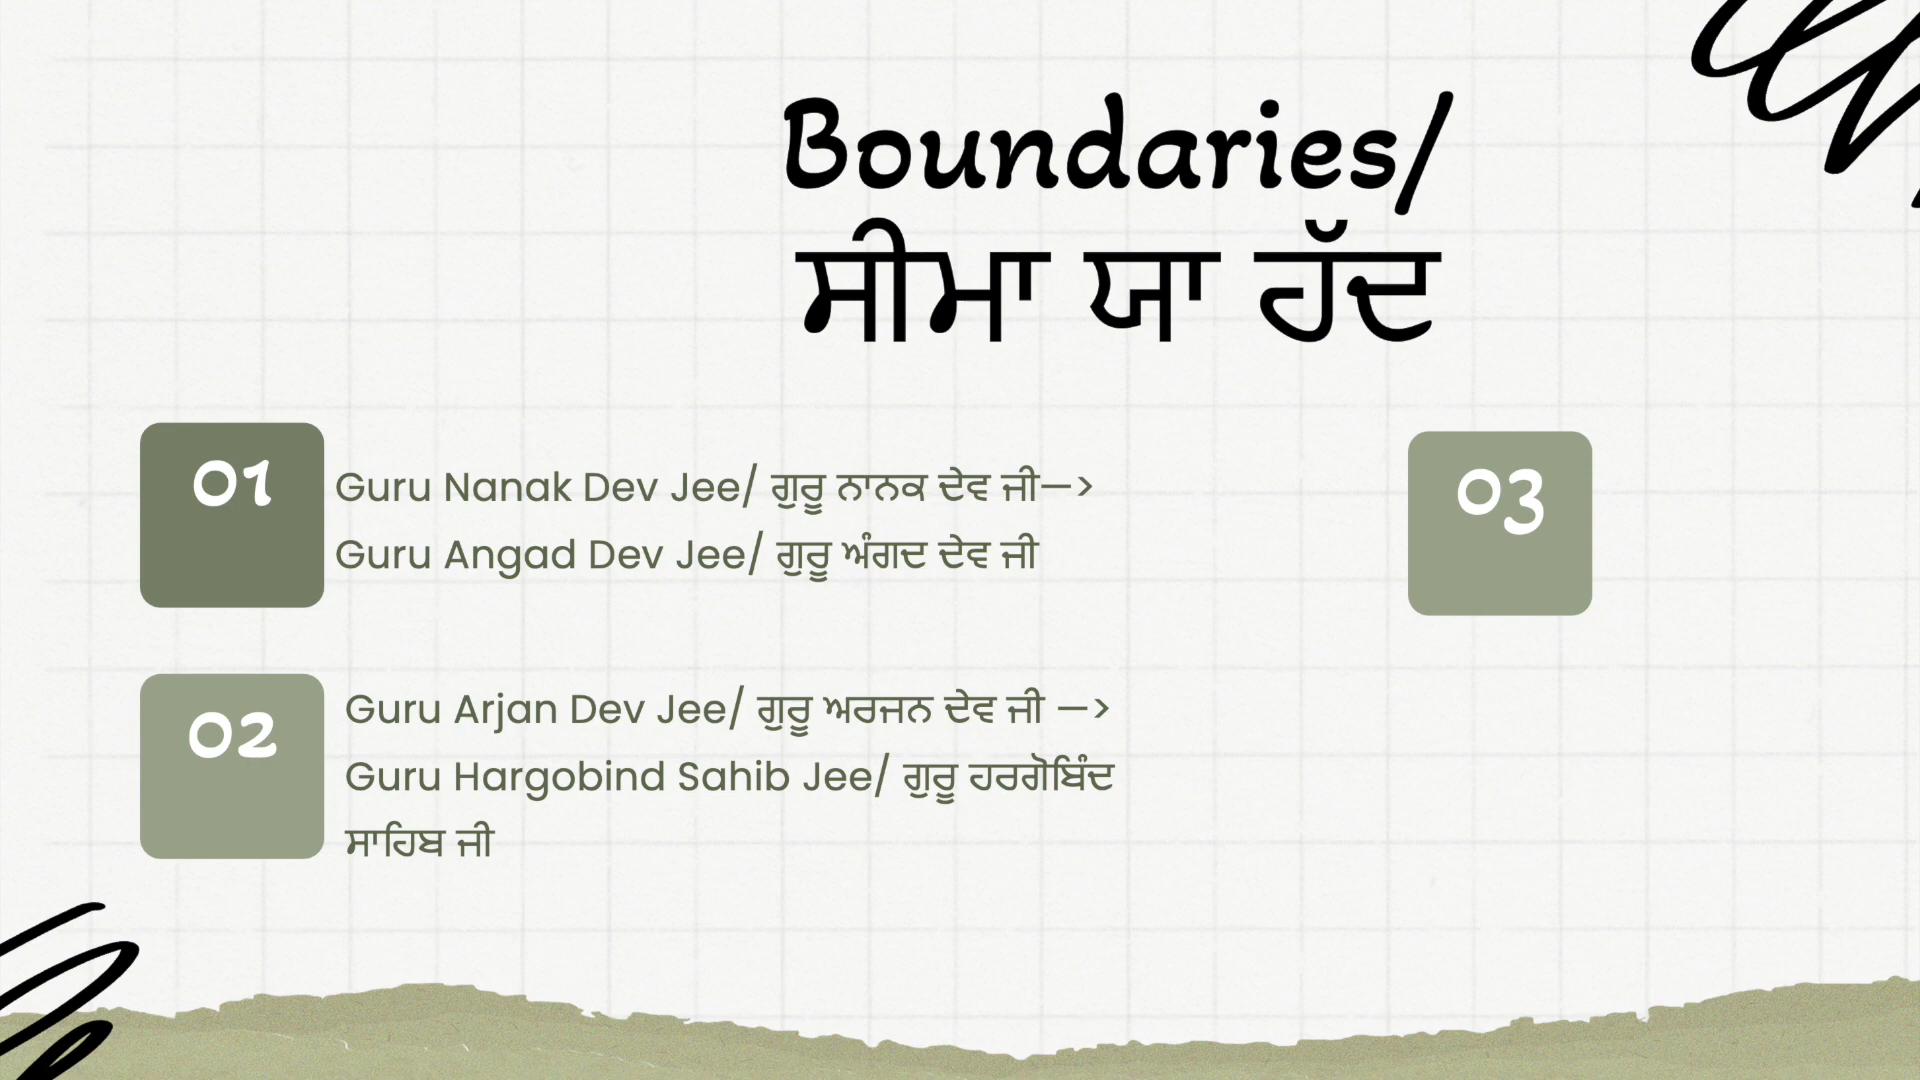 Boundaries/
ਸੀਮਾ ਯਾ ਹੱਦ
01
Guru Nanak Dev Jee/ ਗੁਰੂ ਨਾਨਕ ਦੇਵ ਜੀ—>
Guru Angad Dev Jee/ ਗੁਰੂ ਅੰਗਦ ਦੇਵ ਜੀ
02
Guru Arjan Dev Jee/ ਗੁਰੂ ਅਰਜਨ ਦੇਵ ਜੀ —>
Guru Hargobind Sahib Jee/ ਗੁਰੂ ਹਰਗੋਬਿੰਦ
ਸਾਹਿਬ ਜੀ
03